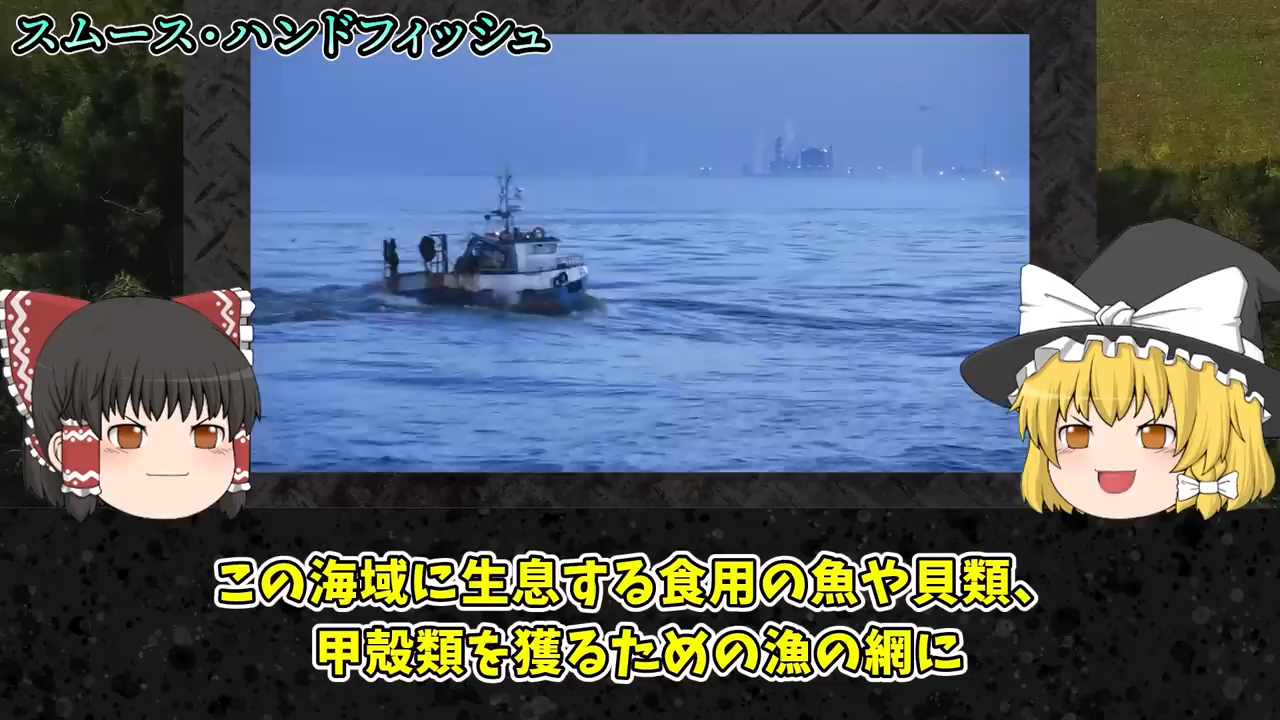 スムース・ハンドフィッシュ
この海域に生息する食用の魚や貝類、
甲殻類を獲るための漁の網に